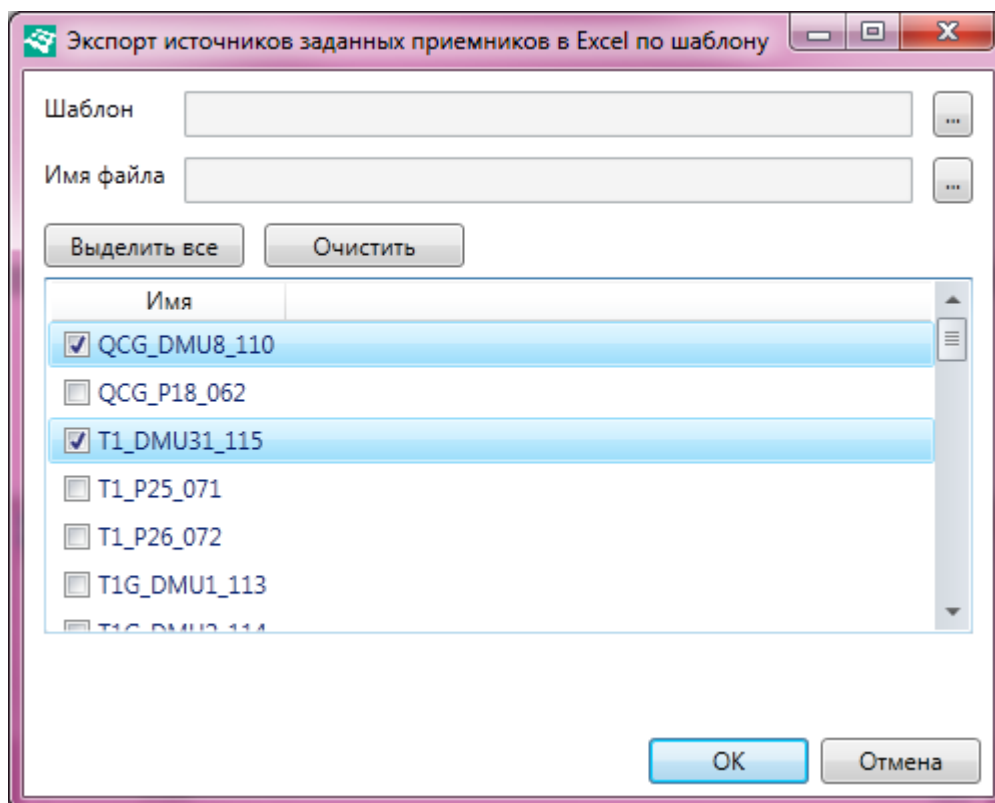 Экспорт источников заданных приемников в Excel по шаблону
Шаблон
...
Имя файла
...
Выделить все Очистить
Имя
QCG_DMU8_110
QCG_P18_062
T1_DMU31_115
T1_P25_071
T1_P26_072
T1G_DMU1_113
T1G_DMU2_114
OK Отмена